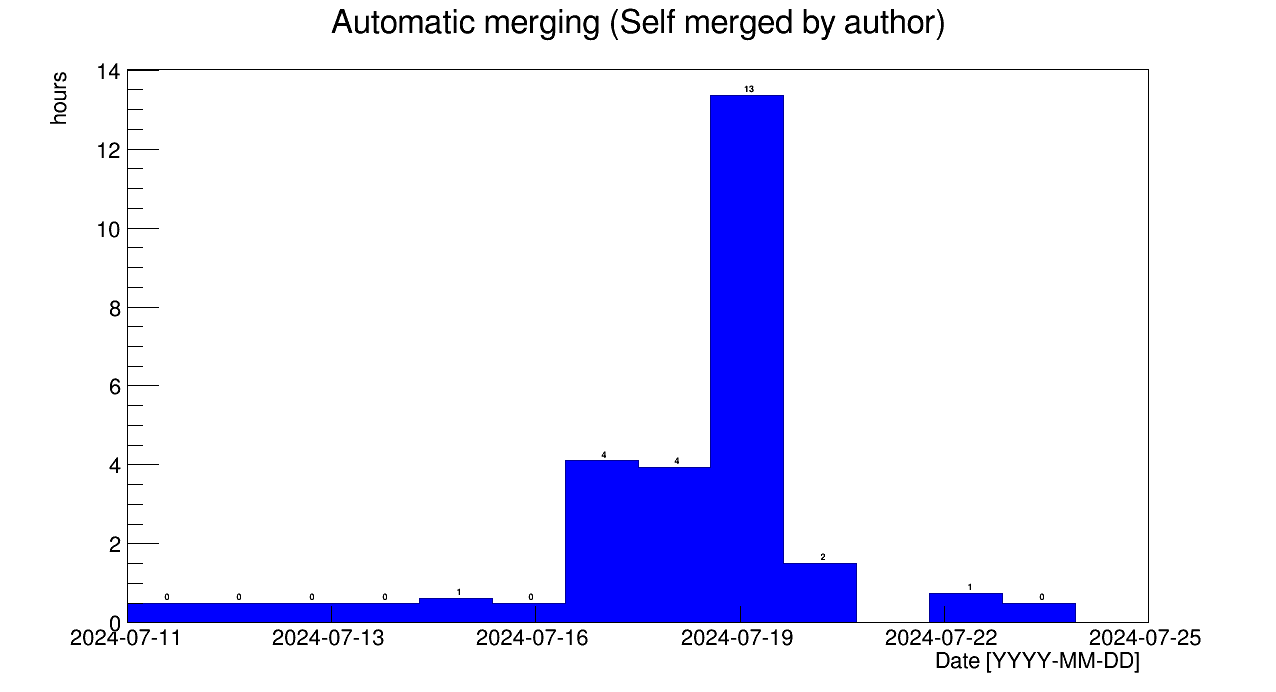 Automatic merging (Self merged by author)
hours
14
12
10
8
6
4
2
0
13
4 4
2
0 0 0 0 1 0 1 0
2024-07-11 2024-07-13 2024-07-16 2024-07-19 2024-07-22 2024-07-25
Date [YYYY-MM-DD]